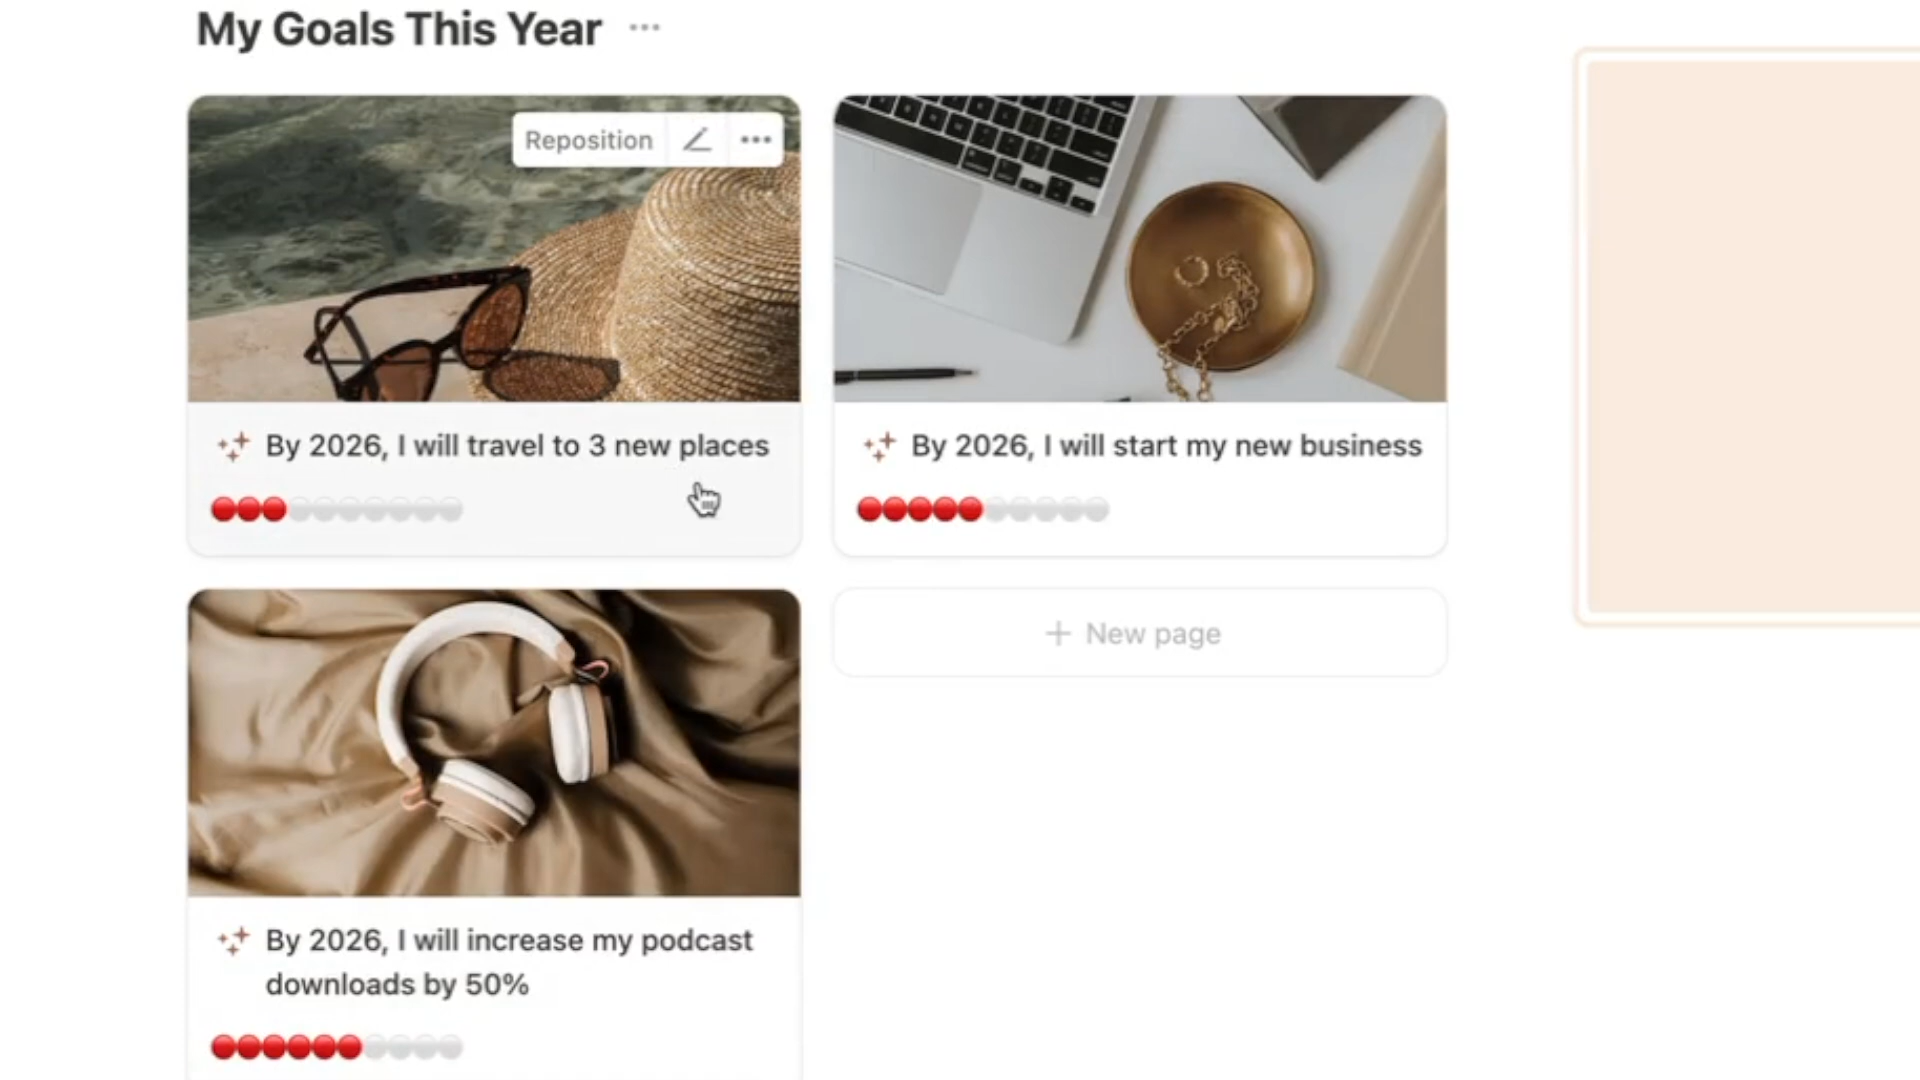 My Goals This Year
Reposition
By 2026, I will travel to 3 new places
By 2026, I will start my new business
New page
By 2026, I will increase my podcast
downloads by 50%